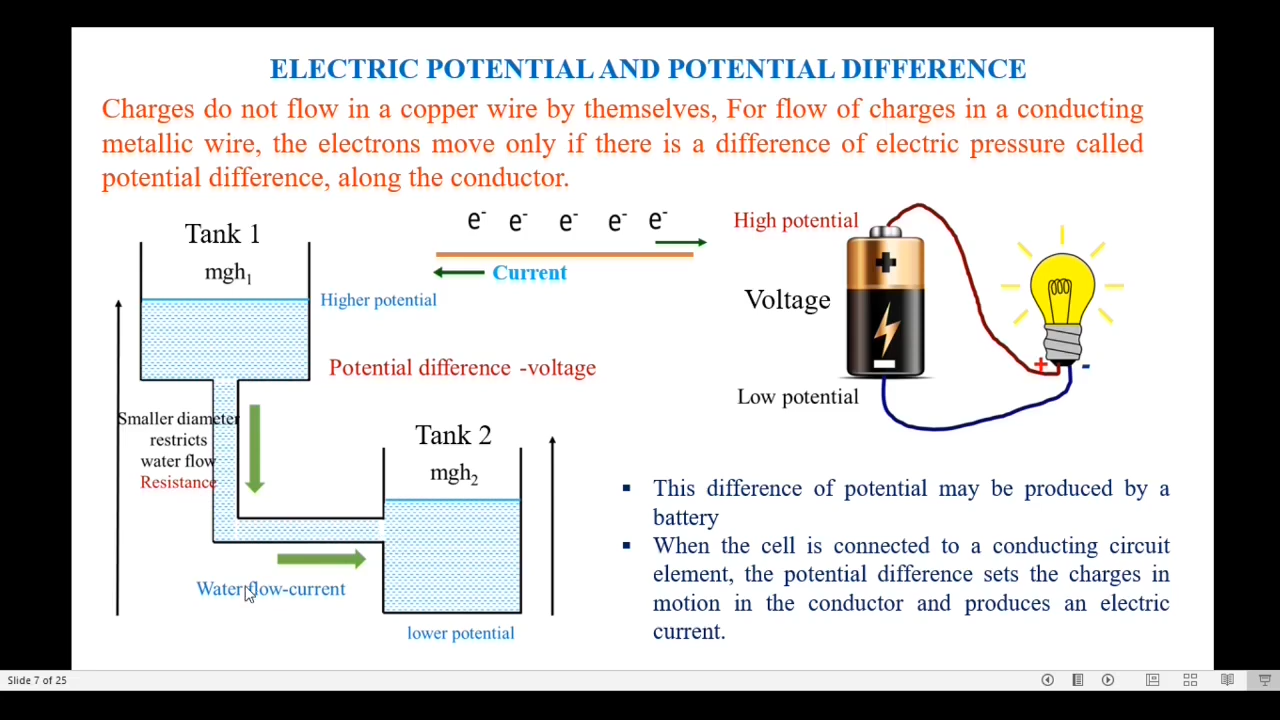 ELECTRIC POTENTIAL AND POTENTIAL DIFFERENCE
Charges do not flow in a copper wire by themselves, For flow of charges in a conducting
metallic wire, the electrons move only if there is a difference of electric pressure called
potential difference, along the conductor.
Tank 1
mgh₁
Higher potential
e⁻ e⁻ e⁻ e⁻ e⁻
Current
Potential difference -voltage
Smaller diameter
restricts
water flow
Resistance
Tank 2
mgh₂
Water flow-current
lower potential
High potential
Voltage
Low potential
+
-
This difference of potential may be produced by a
battery
When the cell is connected to a conducting circuit
element, the potential difference sets the charges in
motion in the conductor and produces an electric
current.
Slide 7 of 25